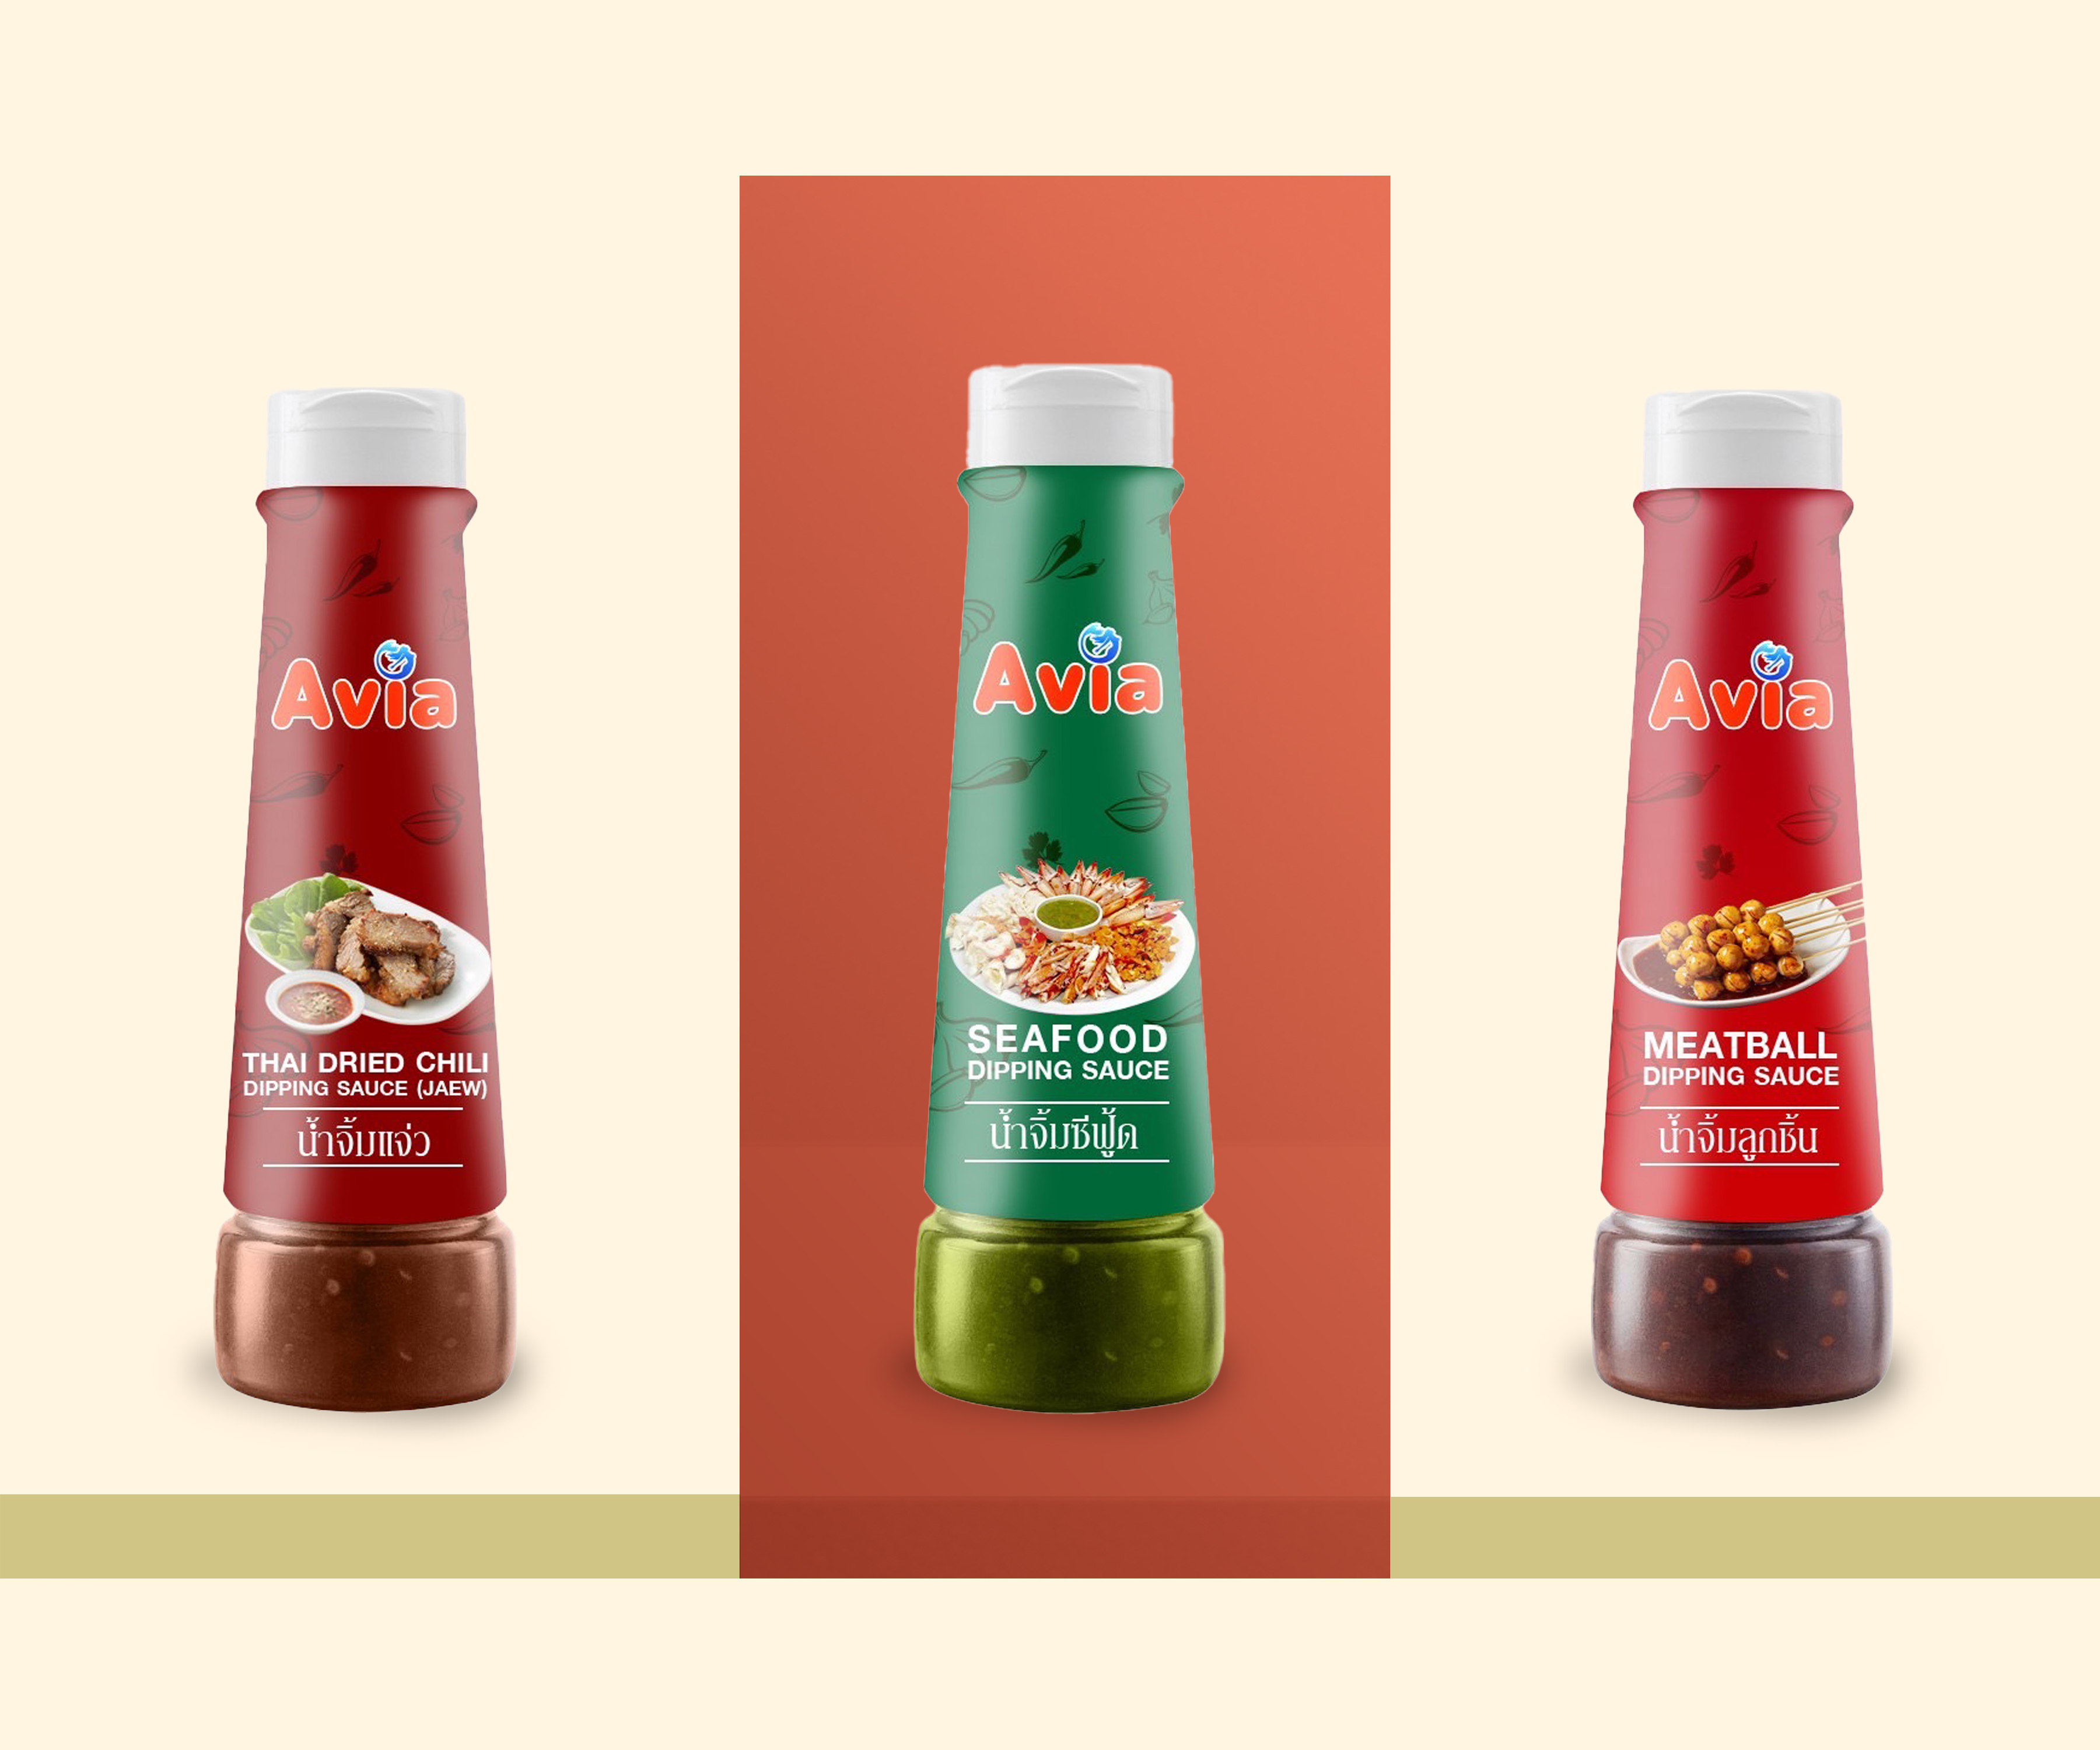 Avia
THAI DRIED CHILI
DIPPING SAUCE (JAEW)
น้ำจิ้มแจ่ว
Avia
SEAFOOD
DIPPING SAUCE
น้ำจิ้มซีฟู้ด
Avia
MEATBALL
DIPPING SAUCE
น้ำจิ้มลูกชิ้น